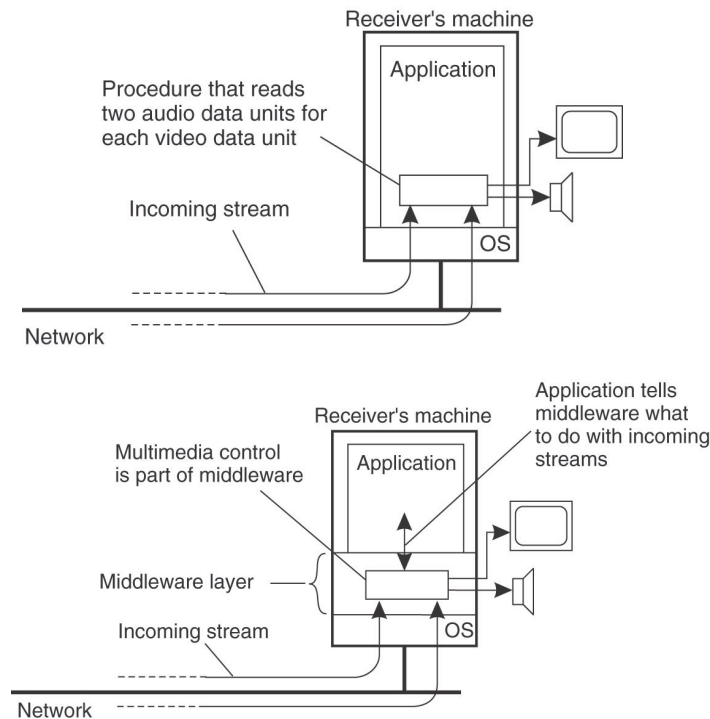 Receiver's machine
Application
Procedure that reads
two audio data units for
each video data unit
Incoming stream
OS
Network
Application tells
middleware what
to do with incoming
streams
Receiver's machine
Multimedia control
is part of middleware
Application
Middleware layer
Incoming stream
OS
Network